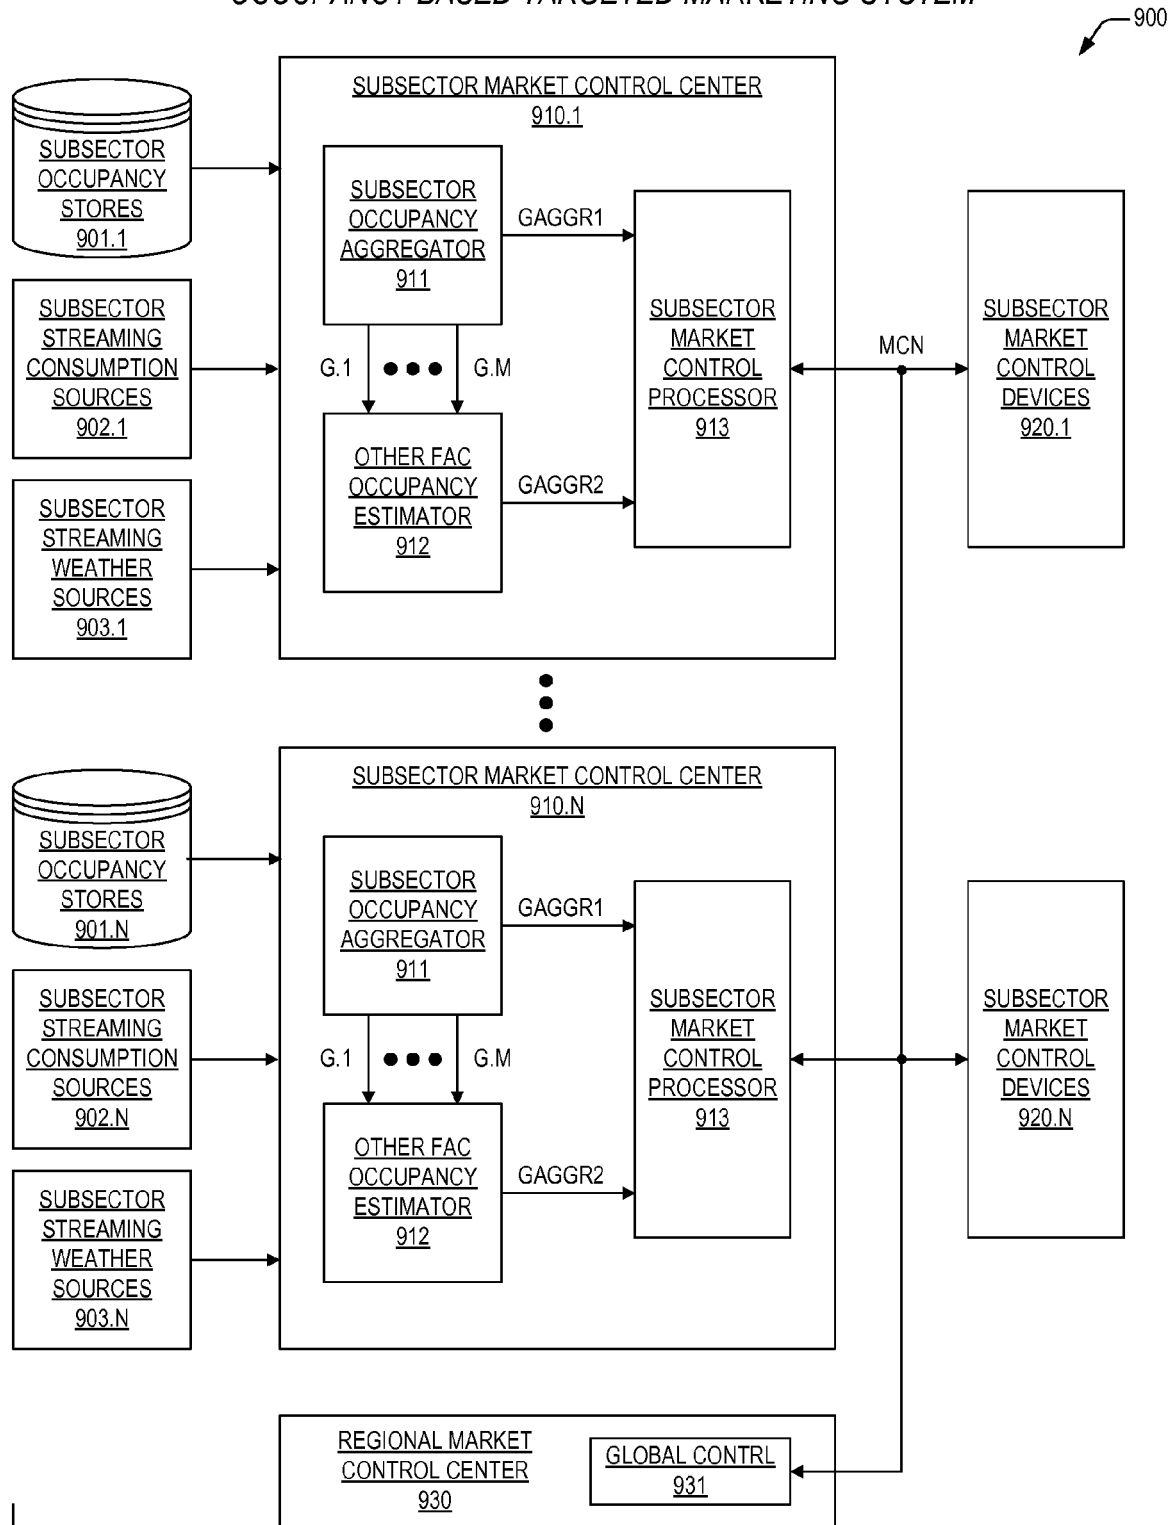 OCCUPANCY-BASED TARGETED MARKETING SYSTEM
900
SUBSECTOR
OCCUPANCY
STORES
901.1
SUBSECTOR
STREAMING
CONSUMPTION
SOURCES
902.1
SUBSECTOR
STREAMING
WEATHER
SOURCES
903.1
SUBSECTOR MARKET CONTROL CENTER
910.1
SUBSECTOR
OCCUPANCY
AGGREGATOR
911
GAGGR1
G.1
G.M
OTHER FAC
OCCUPANCY
ESTIMATOR
912
GAGGR2
SUBSECTOR
MARKET
CONTROL
PROCESSOR
913
MCN
SUBSECTOR
MARKET
CONTROL
DEVICES
920.1
SUBSECTOR
OCCUPANCY
STORES
901.N
SUBSECTOR
STREAMING
CONSUMPTION
SOURCES
902.N
SUBSECTOR
STREAMING
WEATHER
SOURCES
903.N
SUBSECTOR MARKET CONTROL CENTER
910.N
SUBSECTOR
OCCUPANCY
AGGREGATOR
911
GAGGR1
G.1
G.M
OTHER FAC
OCCUPANCY
ESTIMATOR
912
GAGGR2
SUBSECTOR
MARKET
CONTROL
PROCESSOR
913
SUBSECTOR
MARKET
CONTROL
DEVICES
920.N
REGIONAL MARKET
CONTROL CENTER
930
GLOBAL CONTRL
931